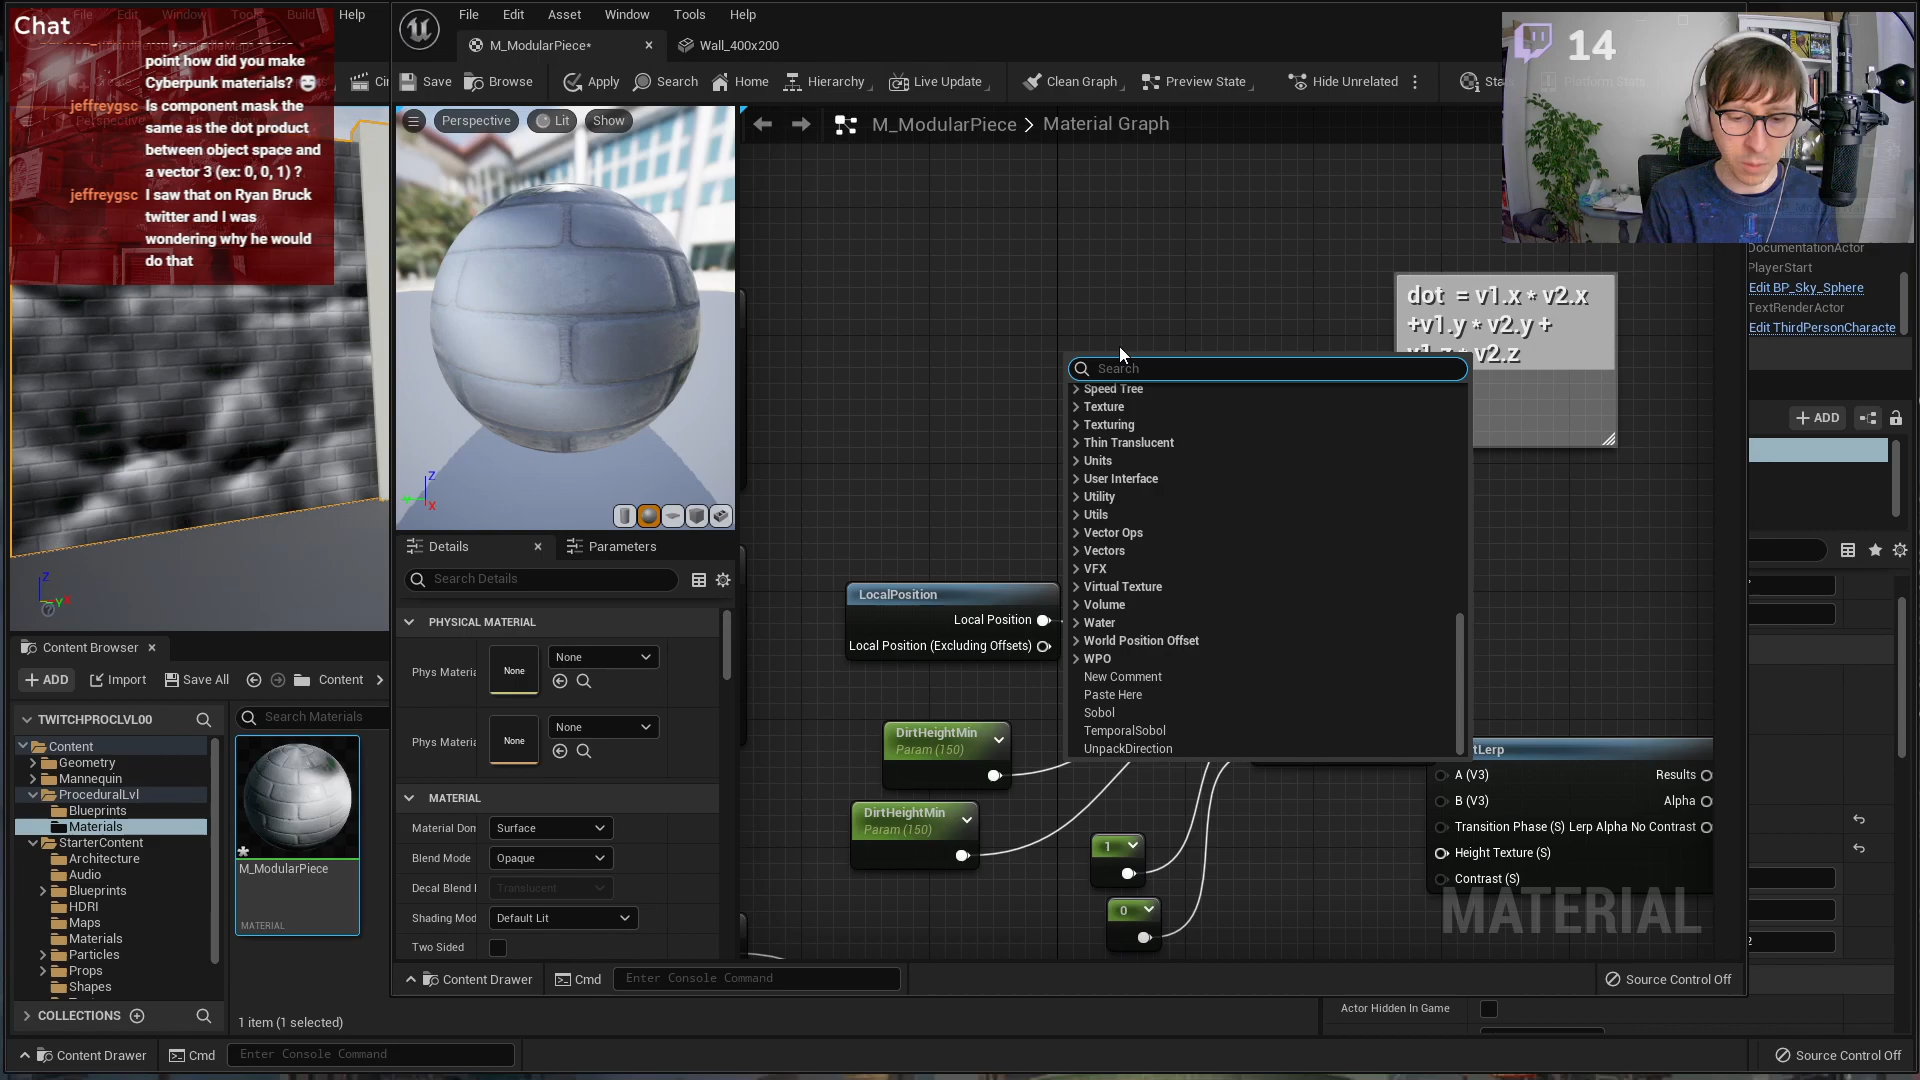 Chat
point how did you make
Cyberpunk materials?
jeffreygsc Is component mask the
same as the dot product
between object space and
a vector 3 (ex: 0, 0, 1) ?
jeffreygsc I saw that on Ryan Bruck
twitter and I was
wondering why he would
do that
Help
File Edit Asset Window Tools Help
M_ModularPiece*
Wall_400x200
Save
Browse
Apply
Search
Home
Hierarchy
Live Update
Clean Graph
Preview State
Hide Unrelated
Stats
Platform Stats
14
Perspective
Lit
Show
M_ModularPiece > Material Graph
DocumentationActor
PlayerStart
Edit BP_Sky_Sphere
TextRenderActor
Edit ThirdPersonCharacte
ADD
dot = v1.x * v2.x
+v1.y * v2.y +
v1.z * v2.z
Search
Speed Tree
Texture
Texturing
Thin Translucent
Units
User Interface
Utility
Utils
Vector Ops
Vectors
VFX
Virtual Texture
Volume
Water
World Position Offset
WPO
New Comment
Paste Here
Sobol
TemporalSobol
UnpackDirection
LocalPosition
Local Position
Local Position (Excluding Offsets)
DirtHeightMin
Param (150)
DirtHeightMin
Param (150)
1
0
tLerp
A (V3)
Results
B (V3)
Alpha
Transition Phase (S)
Lerp Alpha No Contrast
Height Texture (S)
Contrast (S)
MATERIAL
Details
Parameters
Search Details
PHYSICAL MATERIAL
Phys Materia
None
None
Phys Materia
None
None
MATERIAL
Material Dom
Surface
Blend Mode
Opaque
Decal Blend
Translucent
Shading Mod
Default Lit
Two Sided
Content Drawer
Cmd
Enter Console Command
Source Control Off
Content Browser
ADD
Import
Save All
Content
TWITCHPROCLVL00
Search Materials
Content
Geometry
Mannequin
ProceduralLvl
Blueprints
Materials
StarterContent
Architecture
Audio
Blueprints
HDRI
Maps
Materials
Particles
Props
Shapes
COLLECTIONS
M_ModularPiece
MATERIAL
1 item (1 selected)
Actor Hidden In Game
Content Drawer
Cmd
Enter Console Command
Source Control Off